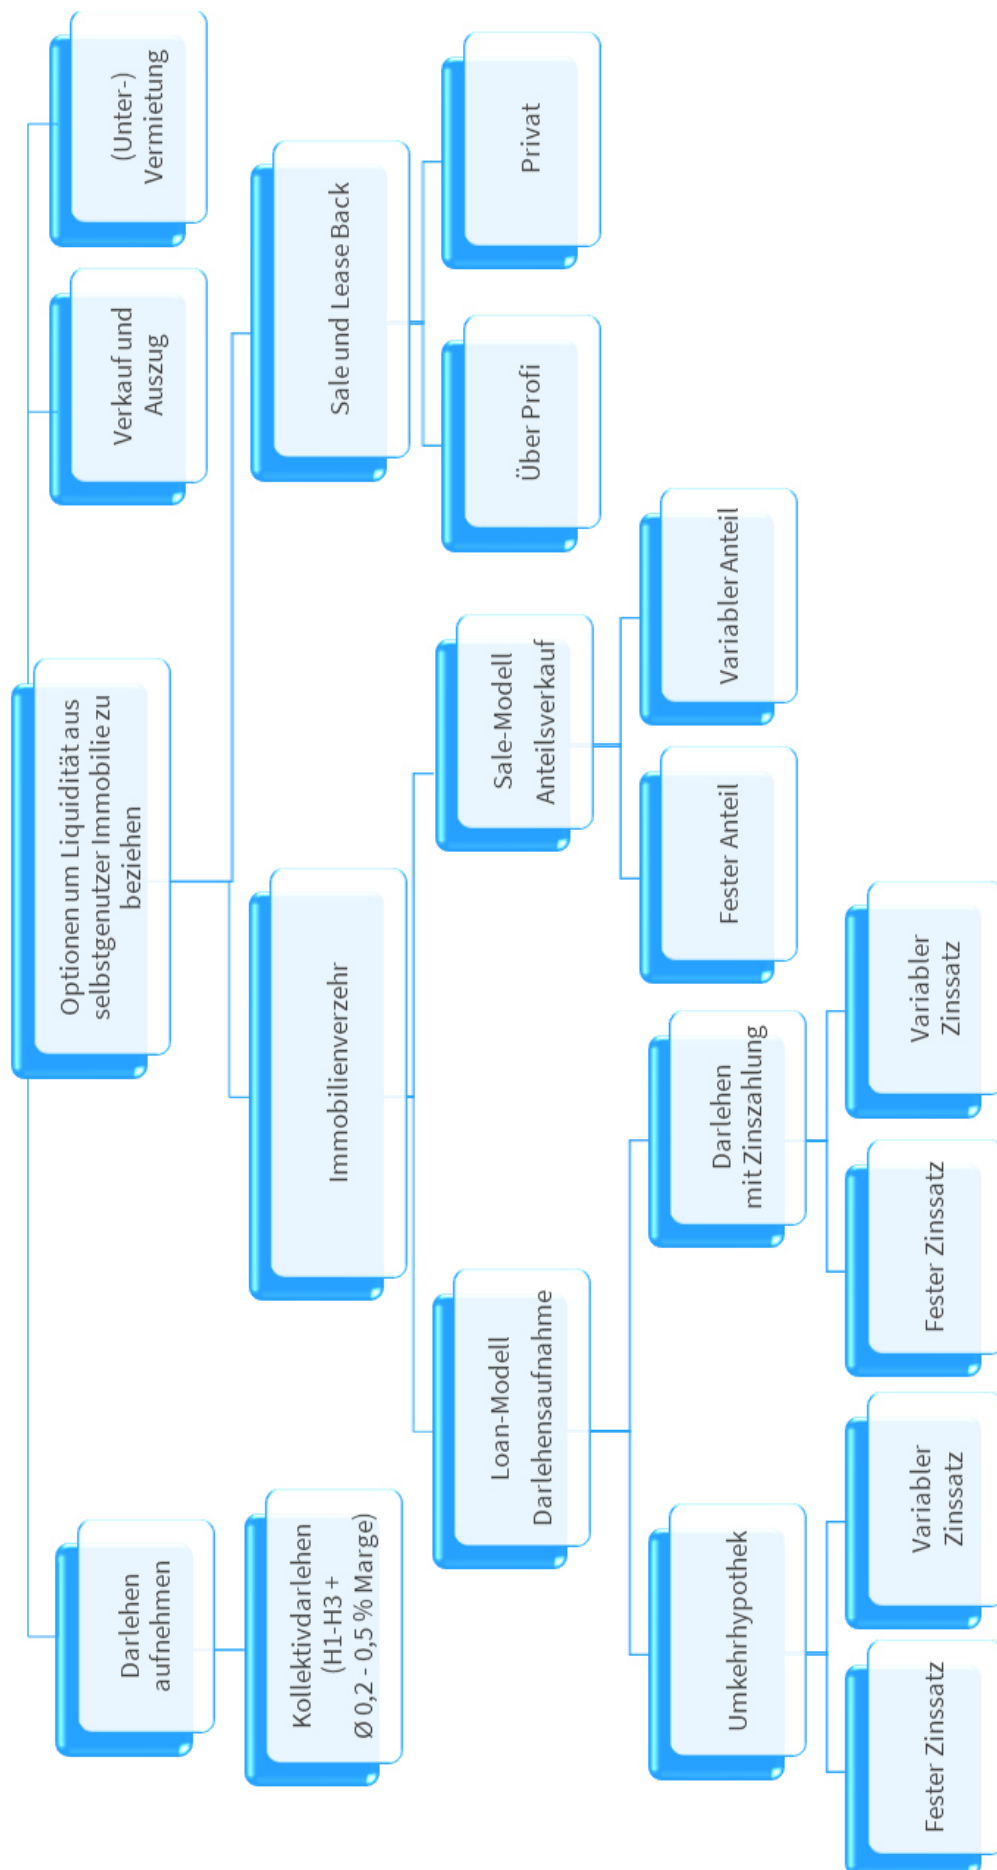 Optionen um Liquidität aus
selbstgenutzer Immobilie zu
beziehen
Darlehen
aufnehmen
Verkauf und
Auszug
(Unter-)
Vermietung
Kollektivdarlehen
(H1-H3 +
Ø 0,2 - 0,5 % Marge)
Immobilienverzehr
Sale und Lease Back
Loan-Modell
Darlehensaufnahme
Sale-Modell
Anteilsverkauf
Über Profi
Privat
Umkehrhypothek
Darlehen
mit Zinszahlung
Fester Anteil
Variabler Anteil
Fester Zinssatz
Variabler
Zinssatz
Fester Zinssatz
Variabler
Zinssatz